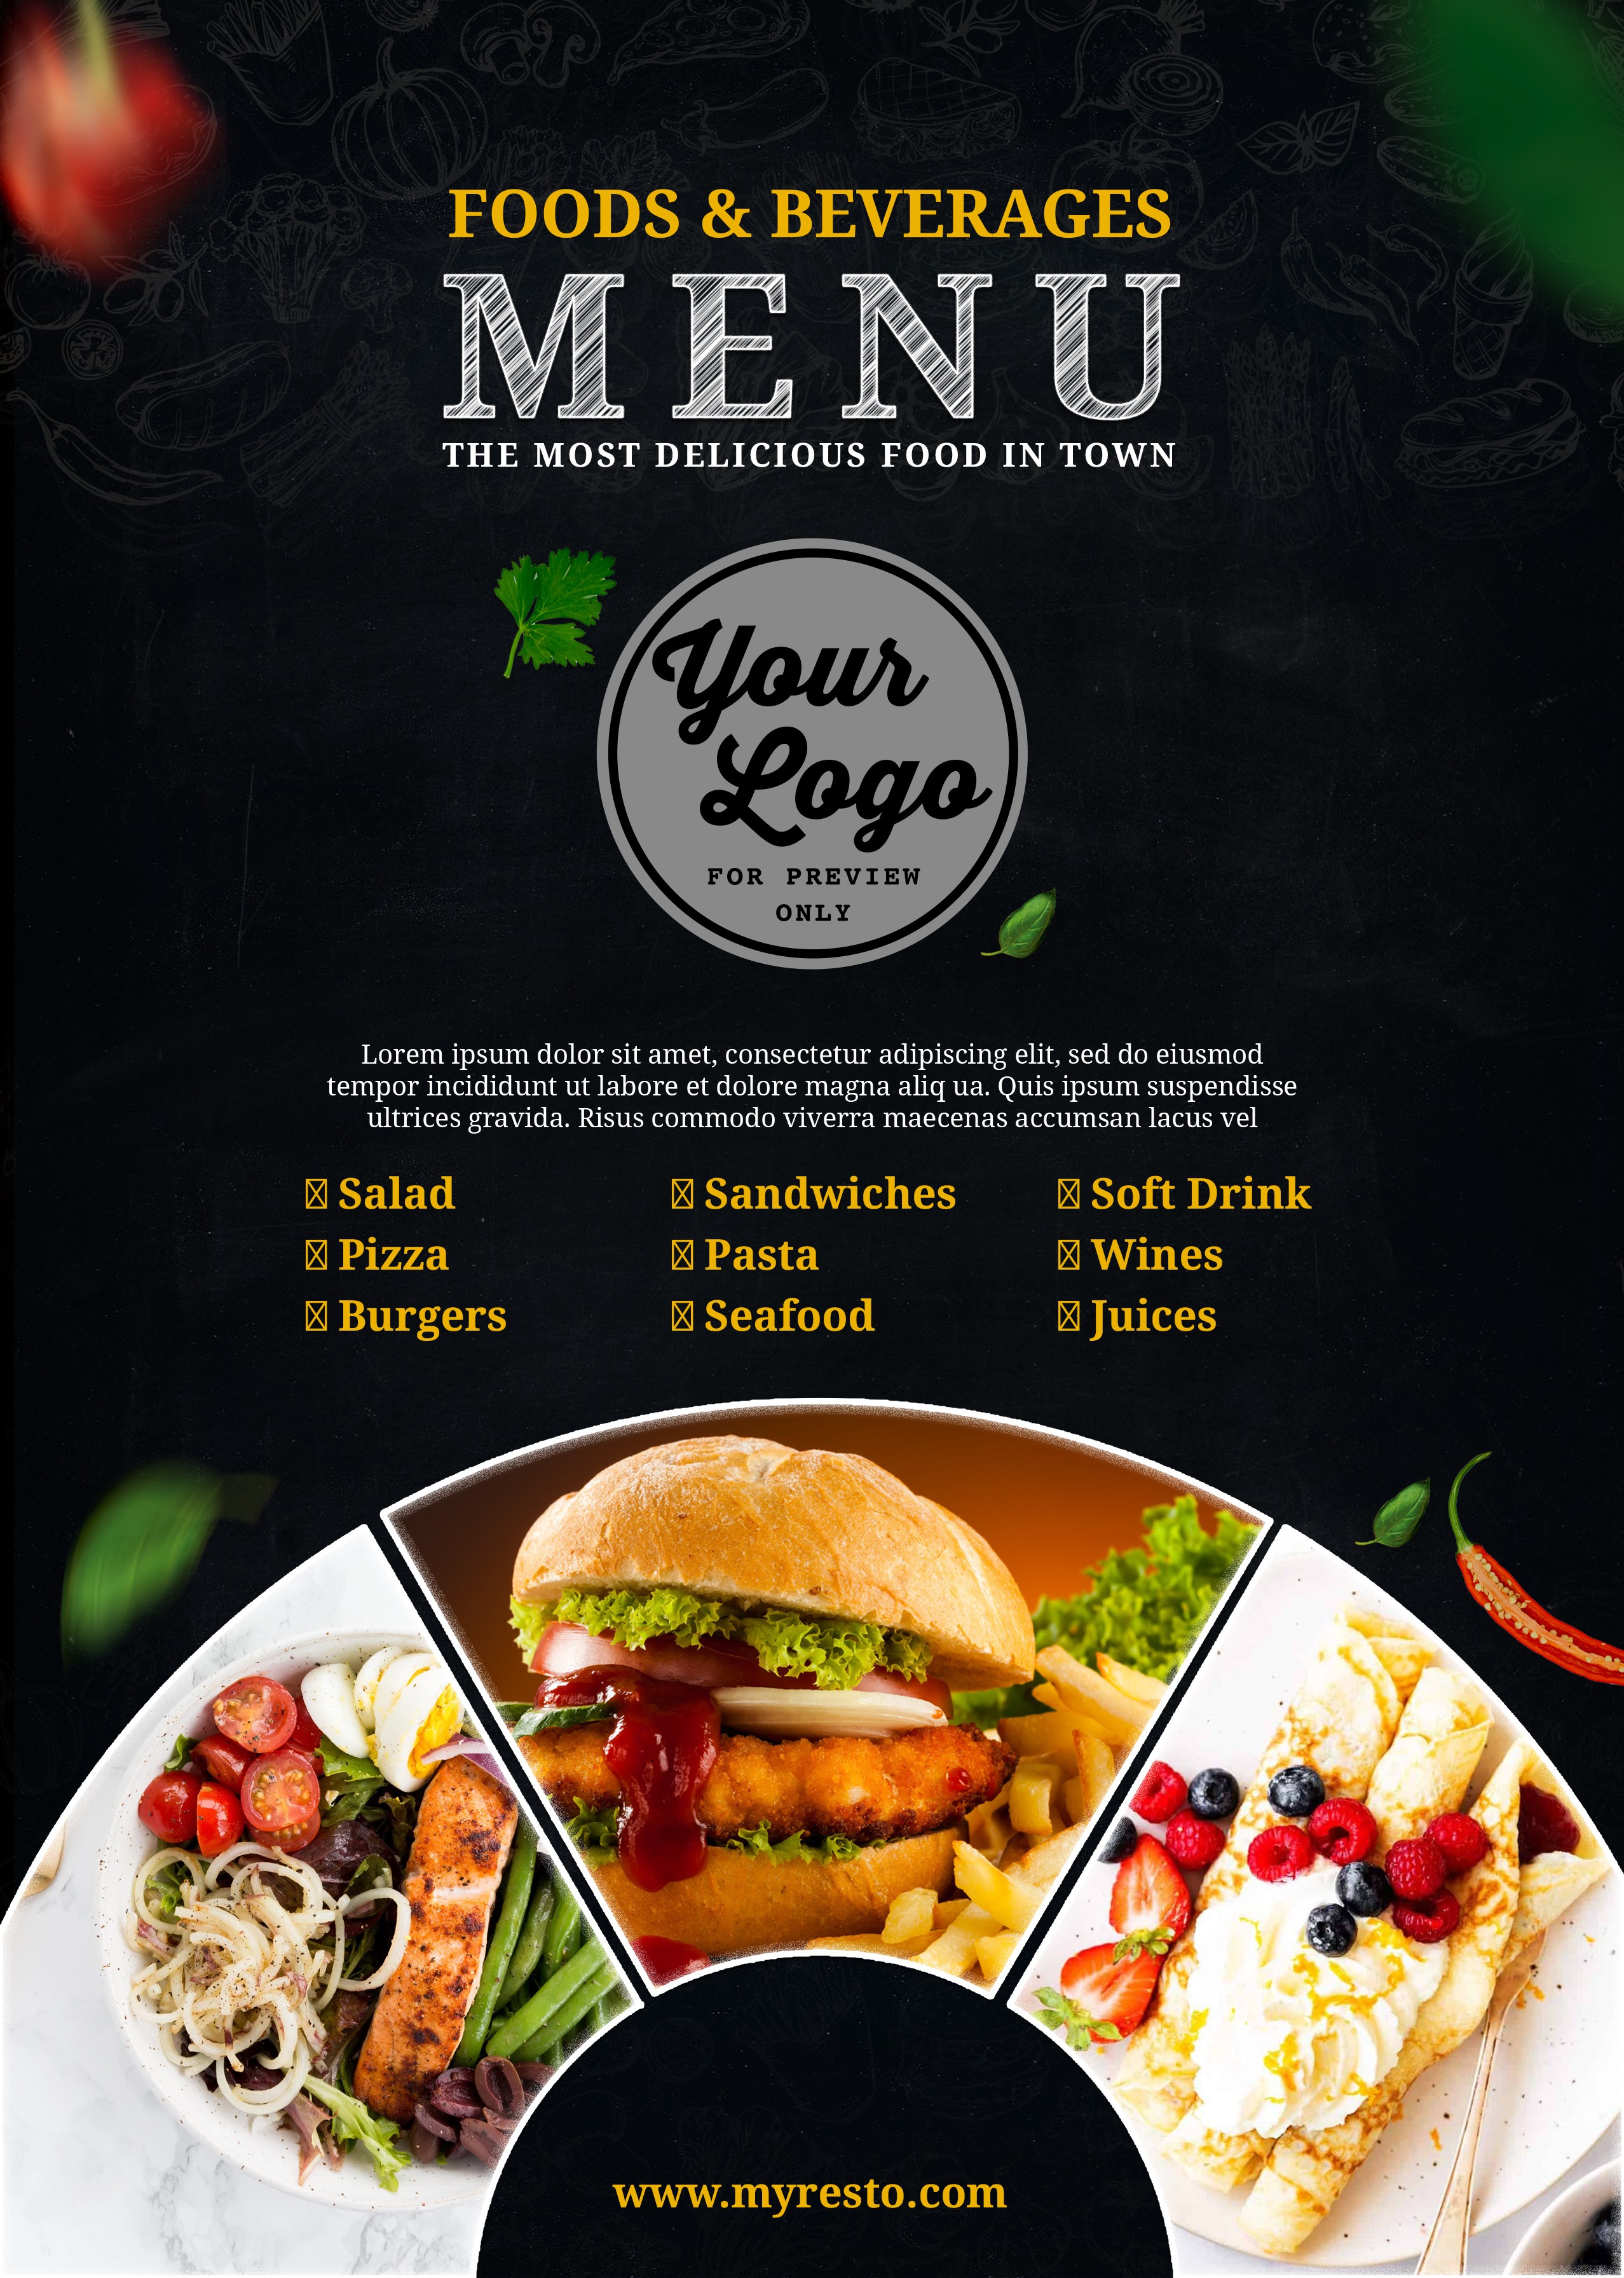 FOODS & BEVERAGES
MENU
THE MOST DELICIOUS FOOD IN TOWN
Your
Logo
FOR PREVIEW
ONLY
Lorem ipsum dolor sit amet, consectetur adipiscing elit, sed do eiusmod
tempor incididunt ut labore et dolore magna aliq ua. Quis ipsum suspendisse
ultrices gravida. Risus commodo viverra maecenas accumsan lacus vel
Salad
Pizza
Burgers
Sandwiches
Pasta
Seafood
Soft Drink
Wines
Juices
www.myresto.com